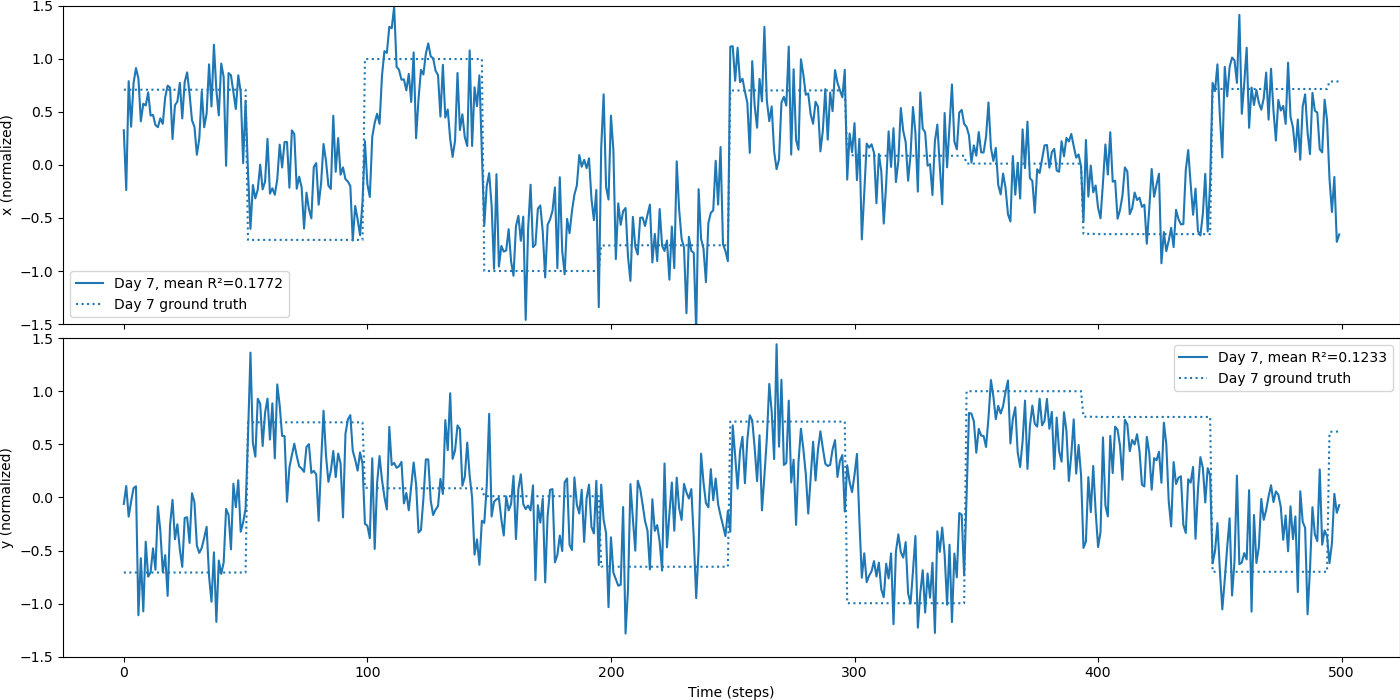 1.5
1.0
0.5
0.0
−0.5
−1.0
−1.5
x (normalized)
Day 7, mean R²=0.1772
Day 7 ground truth
1.5
1.0
0.5
0.0
−0.5
−1.0
−1.5
y (normalized)
Day 7, mean R²=0.1233
Day 7 ground truth
0 100 200 300 400 500
Time (steps)